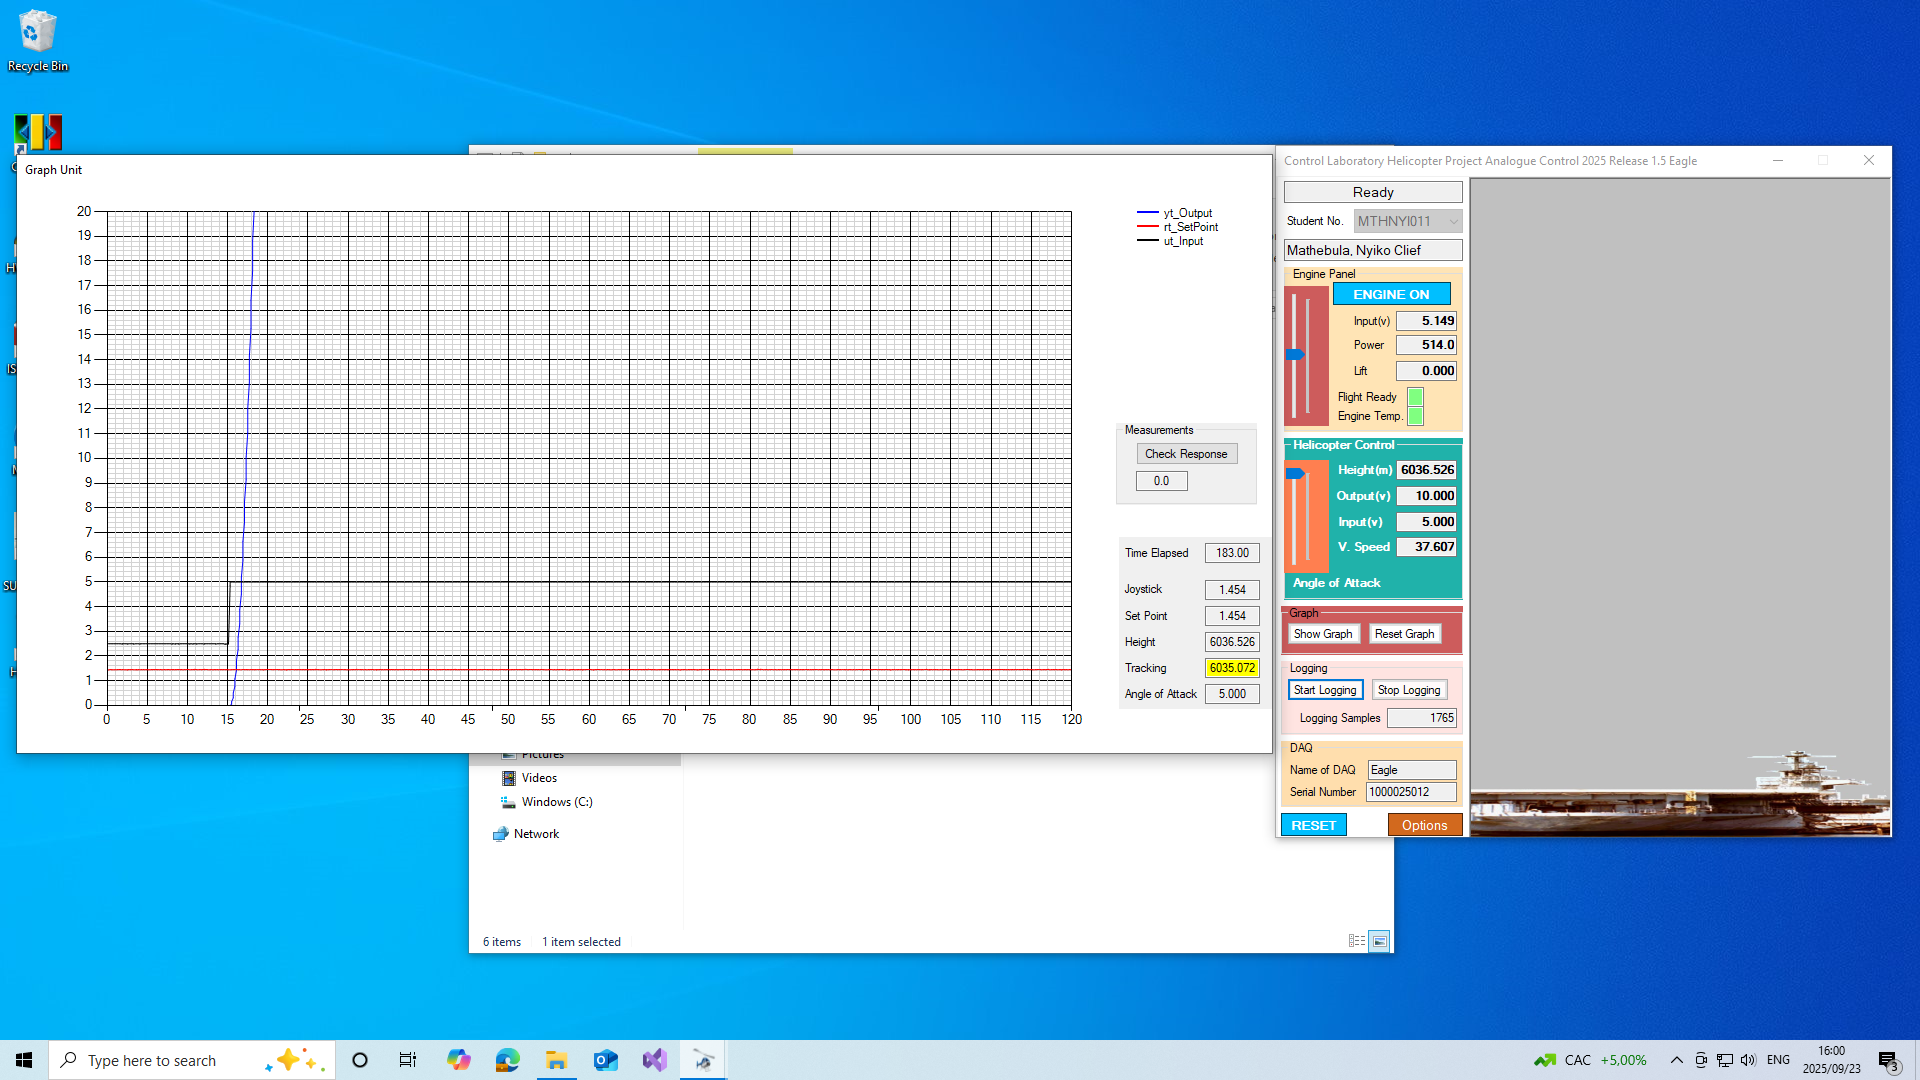 Recycle Bin
Graph Unit
20
19
18
17
16
15
14
13
12
11
10
9
8
7
6
5
4
3
2
1
0
0 5 10 15 20 25 30 35 40 45 50 55 60 65 70 75 80 85 90 95 100 105 110 115 120
yt_Output
rt_SetPoint
ut_Input
Measurements
Check Response
0.0
Time Elapsed 183.00
Joystick 1.454
Set Point 1.454
Height 6036.526
Tracking 6035.072
Angle of Attack 5.000
Control Laboratory Helicopter Project Analogue Control 2025 Release 1.5 Eagle
Ready
Student No. MTHNYI011
Mathebula, Nyiko Clief
Engine Panel
ENGINE ON
Input(v) 5.149
Power 514.0
Lift 0.000
Flight Ready
Engine Temp.
Helicopter Control
Height(m) 6036.526
Output(v) 10.000
Input(v) 5.000
V. Speed 37.607
Angle of Attack
Graph
Show Graph Reset Graph
Logging
Start Logging Stop Logging
Logging Samples 1765
DAQ
Name of DAQ Eagle
Serial Number 1000025012
RESET Options
Pictures
Videos
Windows (C:)
Network
6 items 1 item selected
Type here to search
CAC +5,00%
ENG
16:00
2025/09/23
3